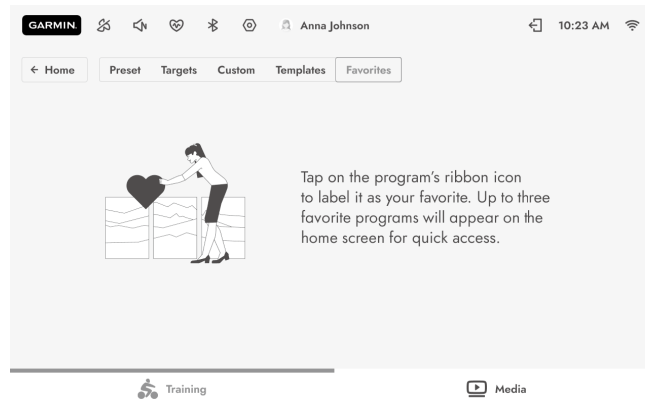 GARMIN.
Anna Johnson
10:23 AM
← Home
Preset
Targets
Custom
Templates
Favorites
Tap on the program's ribbon icon
to label it as your favorite. Up to three
favorite programs will appear on the
home screen for quick access.
Training
Media